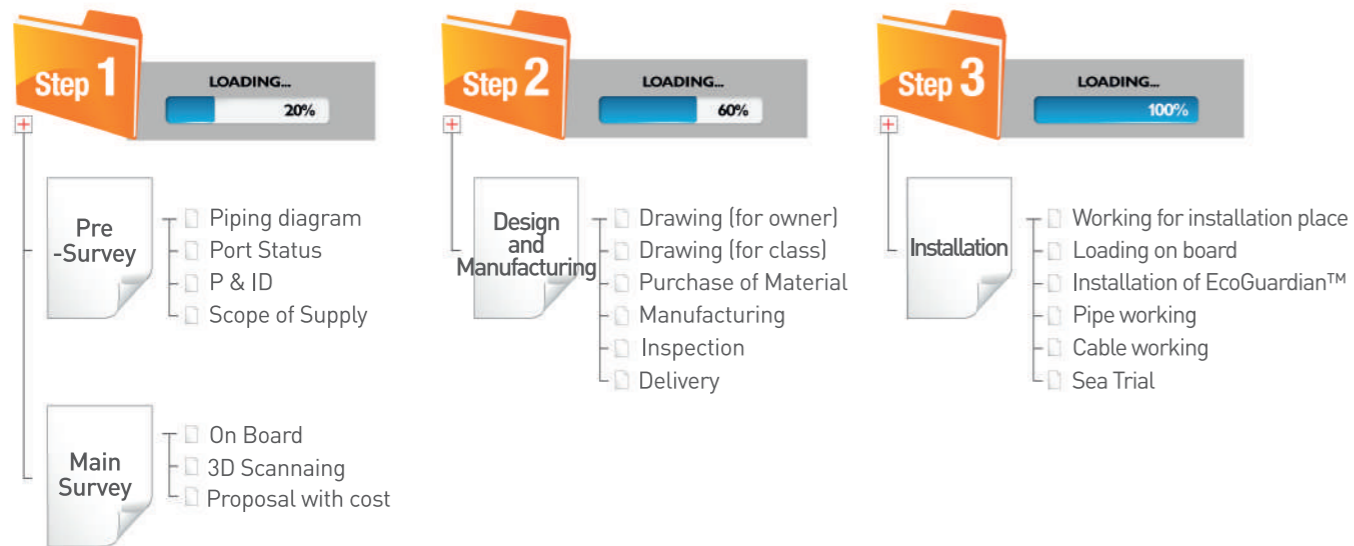 Step 1
LOADING...
20%
Pre
-Survey
Piping diagram
Port Status
P & ID
Scope of Supply
Main
Survey
On Board
3D Scannaing
Proposal with cost
Step 2
LOADING...
60%
Design
and
Manufacturing
Drawing (for owner)
Drawing (for class)
Purchase of Material
Manufacturing
Inspection
Delivery
Step 3
LOADING...
100%
Installation
Working for installation place
Loading on board
Installation of EcoGuardian™
Pipe working
Cable working
Sea Trial